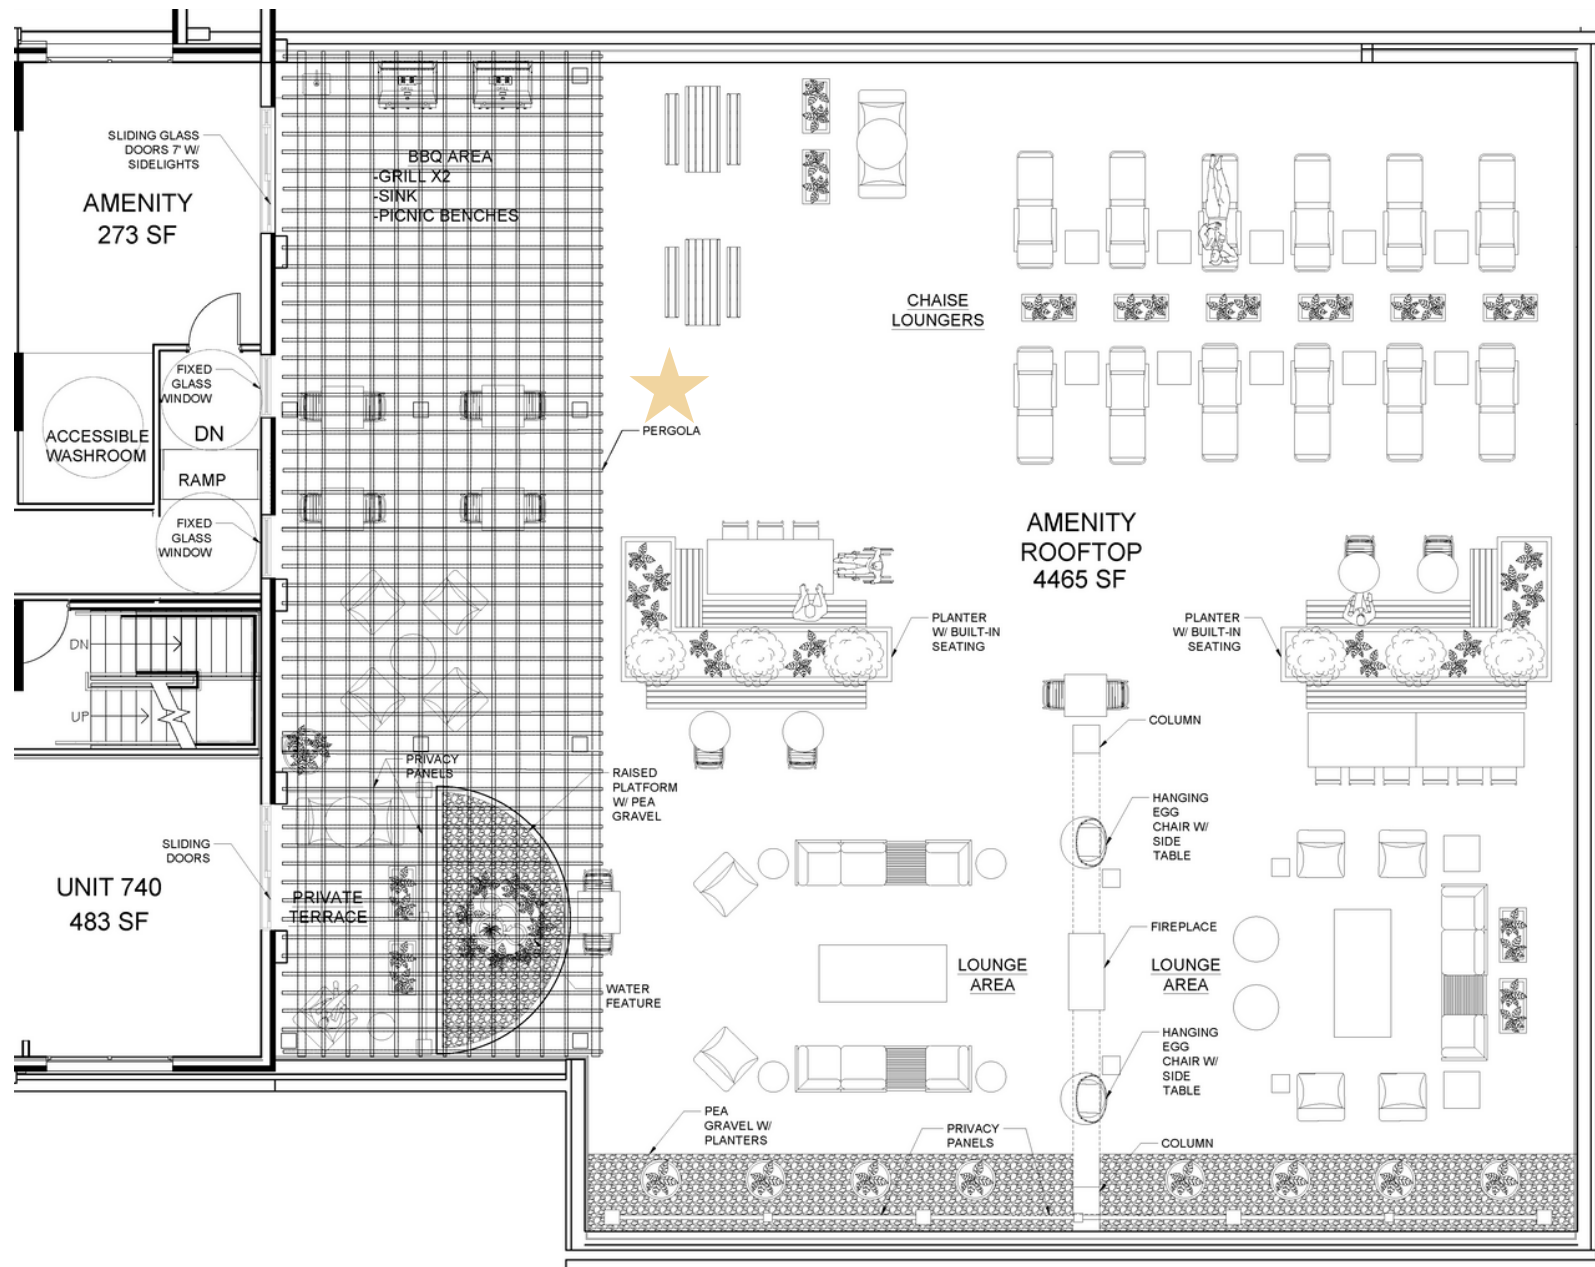 SLIDING GLASS
DOORS 7' W/
SIDELIGHTS
AMENITY
273 SF
BBQ AREA
-GRILL X2
-SINK
-PICNIC BENCHES
GRILL
GRILL
CHAISE
LOUNGERS
FIXED
GLASS
WINDOW
ACCESSIBLE
WASHROOM
DN
RAMP
FIXED
GLASS
WINDOW
PERGOLA
AMENITY
ROOFTOP
4465 SF
PLANTER
W/ BUILT-IN
SEATING
PLANTER
W/ BUILT-IN
SEATING
DN
UP
COLUMN
PRIVACY
PANELS
RAISED
PLATFORM
W/ PEA
GRAVEL
HANGING
EGG
CHAIR W/
SIDE
TABLE
SLIDING
DOORS
UNIT 740
483 SF
PRIVATE
TERRACE
FIREPLACE
LOUNGE
AREA
LOUNGE
AREA
WATER
FEATURE
HANGING
EGG
CHAIR W/
SIDE
TABLE
PEA
GRAVEL W/
PLANTERS
PRIVACY
PANELS
COLUMN